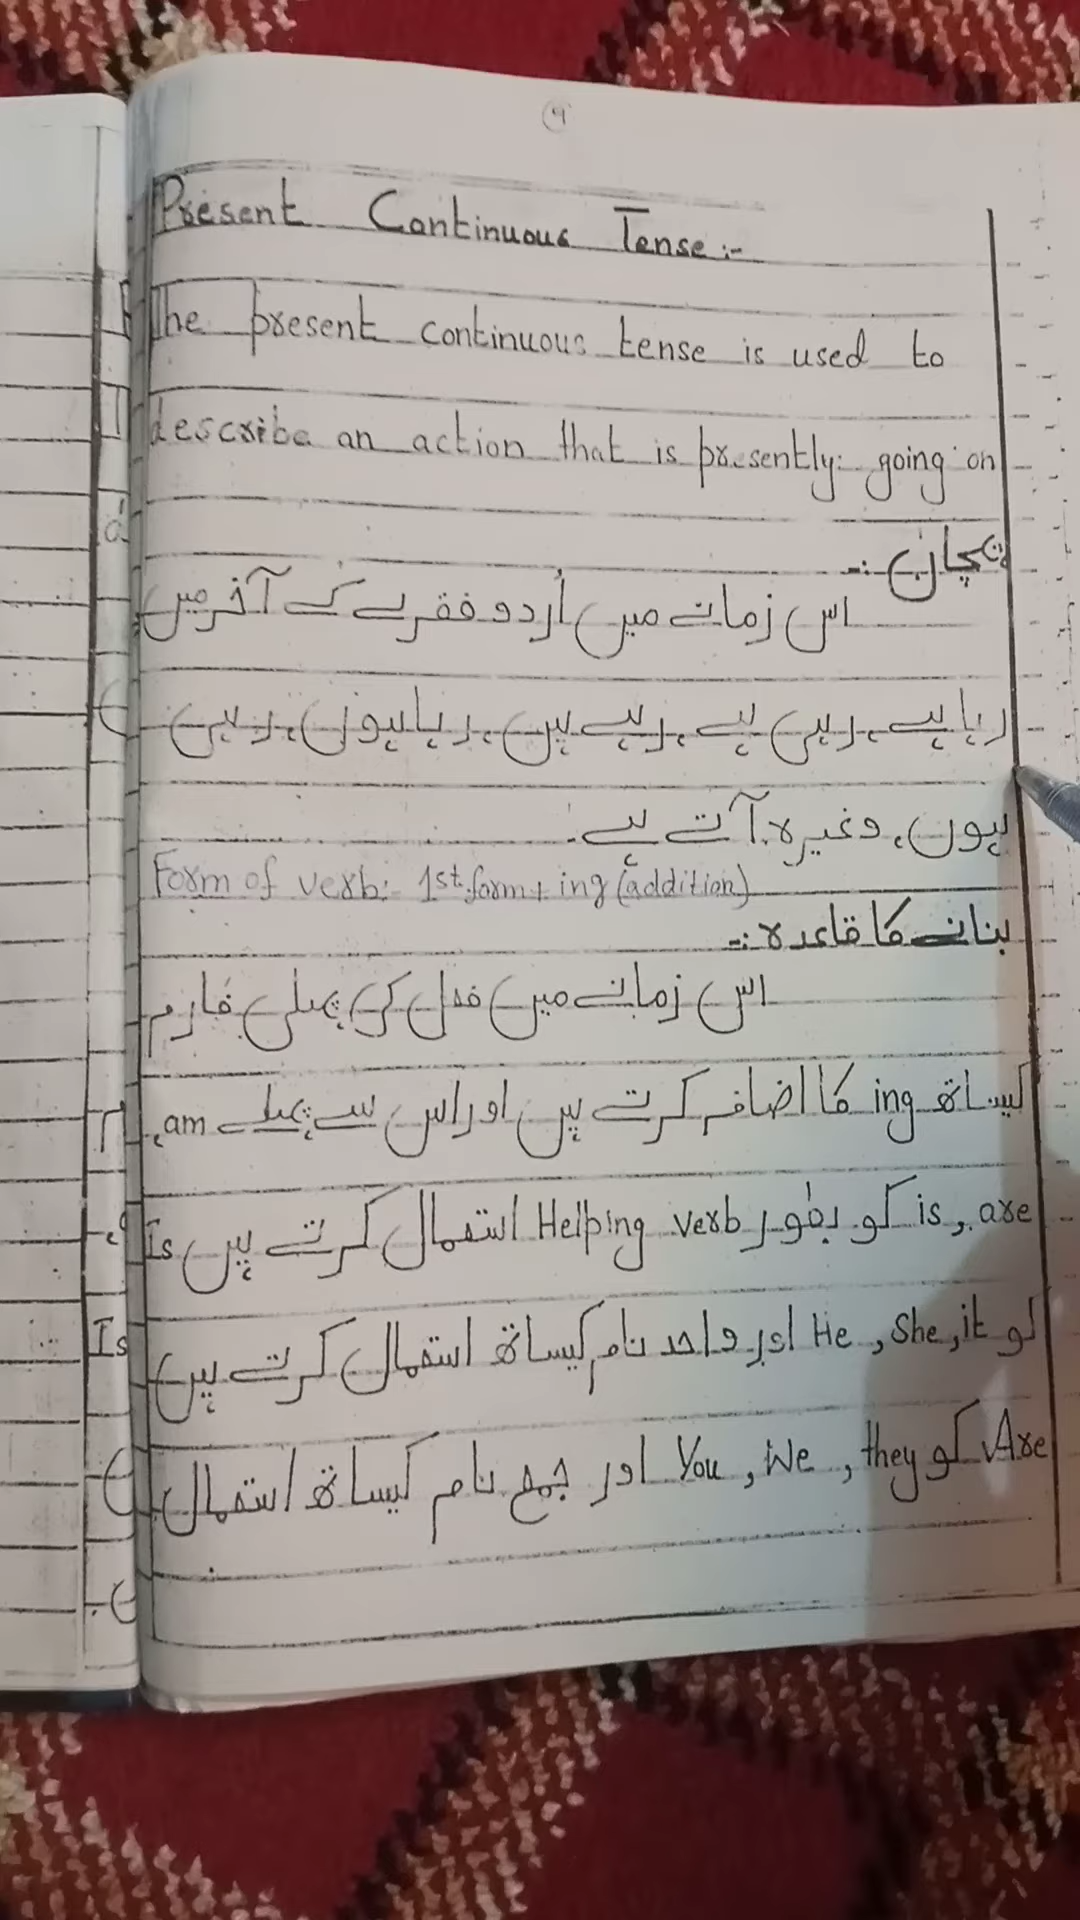 Present Continuous Tense:-
The present continuous tense is used to
describe an action that is presently going on
پہچان :-
اس زمانے میں اُردو فقرے کے آخر میں
رہا ہے، رہی ہے، رہے ہیں، رہا ہوں، رہی
ہوں، وغیرہ آتے ہے۔
Form of verb: 1st form + ing (addition)
بنانے کا قاعدہ :-
اس زمانے میں فعل کی پہلی فارم
کیساتھ ing کا اضافہ کرتے ہیں اور اس سے پہلے am،
is, are کو بطور Helping verb استعمال کرتے ہیں Is
کو He, She, it اور واحد نام کیساتھ استعمال کرتے ہیں
Are کو You, We, they اور جمع نام کیساتھ استعمال
Is